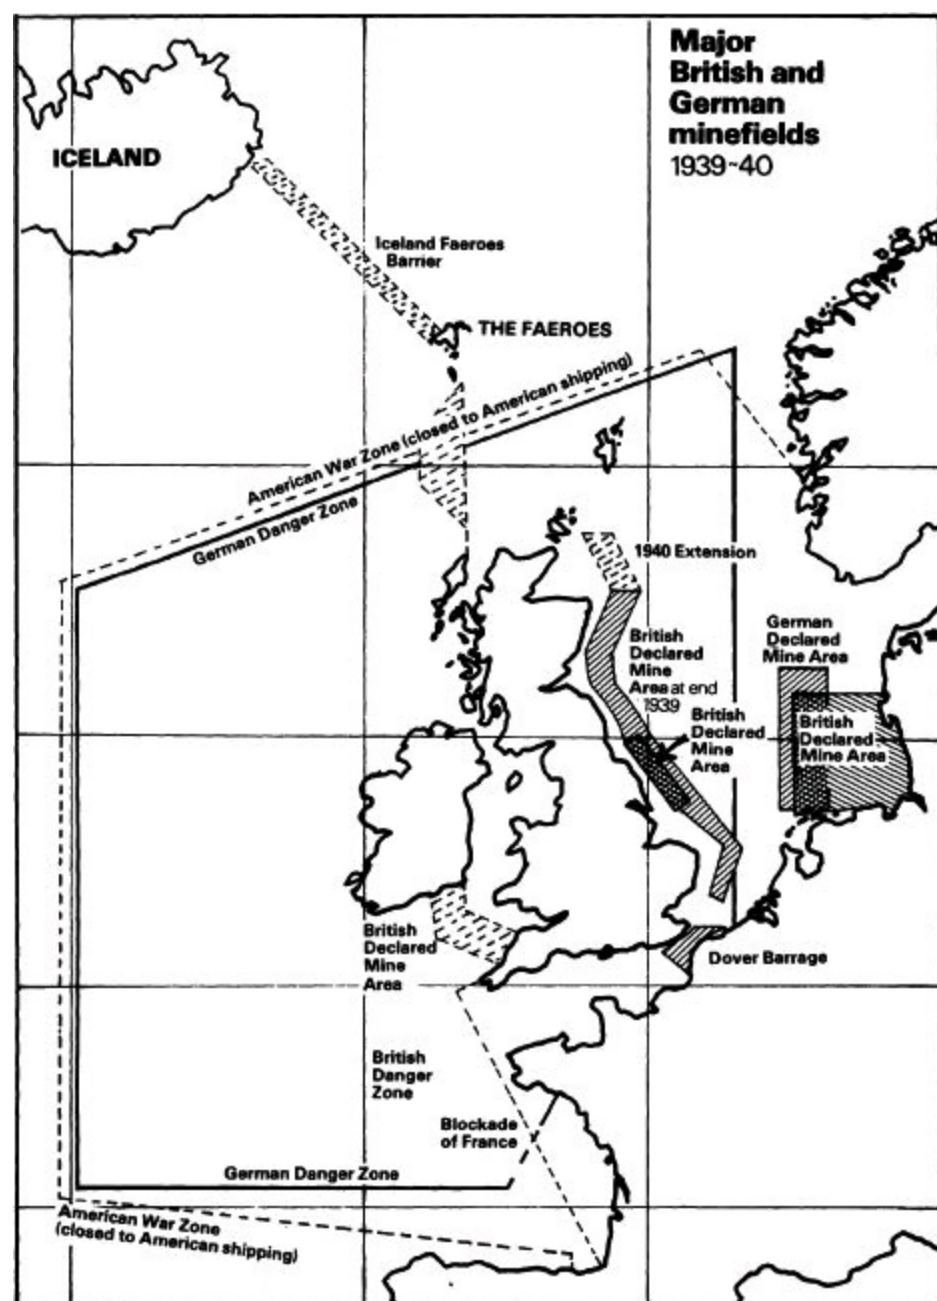 Major
British and
German
minefields
1939~40
ICELAND
Iceland Faeroes
Barrier
THE FAEROES
American War Zone (closed to American shipping)
German Danger Zone
1940 Extension
British
Declared
Mine
Area at end
1939
German
Declared
Mine Area
British
Declared
Mine
Area
British
Declared
Mine Area
British
Declared
Mine
Area
Dover Barrage
British
Danger
Zone
Blockade
of France
German Danger Zone
American War Zone
(closed to American shipping)